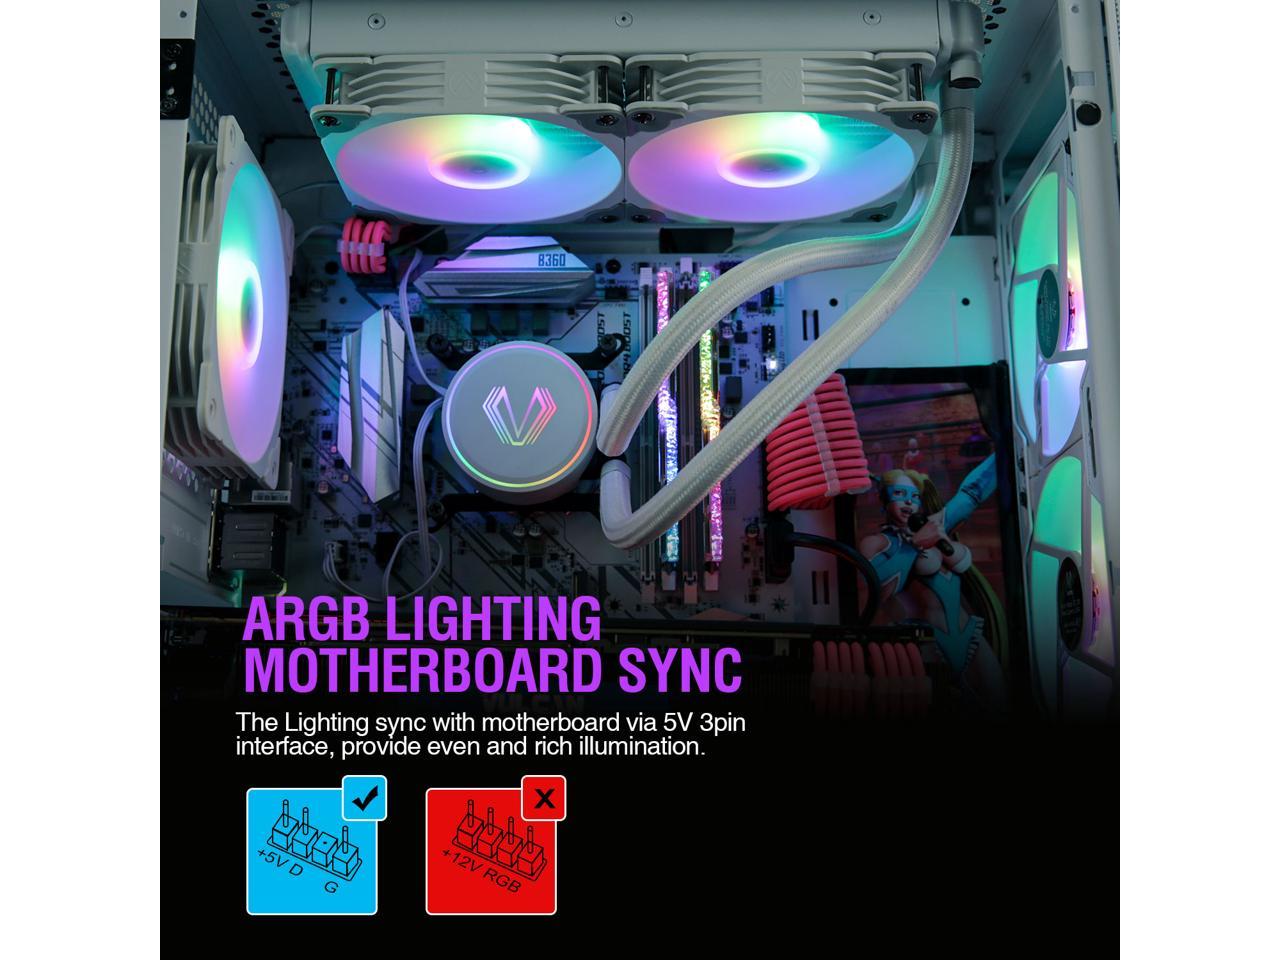 B360
ARGB LIGHTING
MOTHERBOARD SYNC
The Lighting sync with motherboard via 5V 3pin
interface, provide even and rich illumination.
X
+5V D G
+12V RGB